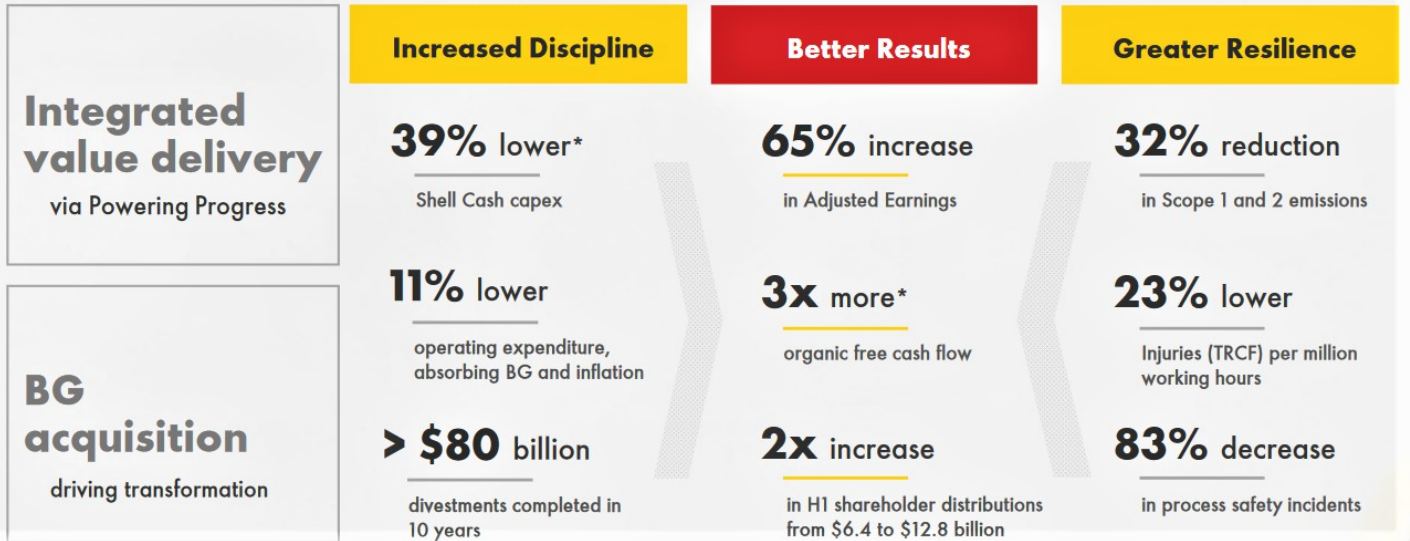 Integrated
value delivery
via Powering Progress
BG
acquisition
driving transformation
Increased Discipline
39% lower*
Shell Cash capex
11% lower
operating expenditure,
absorbing BG and inflation
> $80 billion
divestments completed in
10 years
Better Results
65% increase
in Adjusted Earnings
3x more*
organic free cash flow
2x increase
in H1 shareholder distributions
from $6.4 to $12.8 billion
Greater Resilience
32% reduction
in Scope 1 and 2 emissions
23% lower
Injuries (TRCF) per million
working hours
83% decrease
in process safety incidents